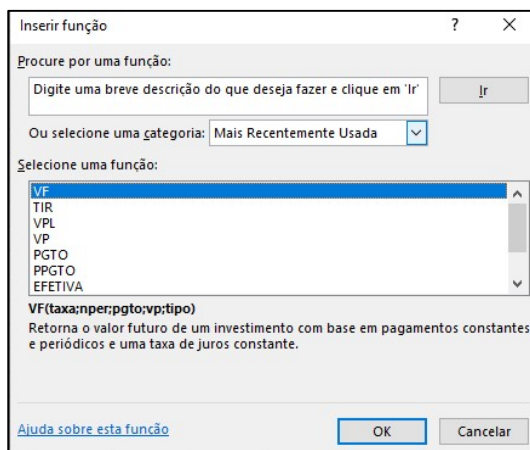 Inserir função
? X
Procure por uma função:
Digite uma breve descrição do que deseja fazer e clique em 'Ir'
Ir
Ou selecione uma categoria: Mais Recentemente Usada
Selecione uma função:
VF
TIR
VPL
VP
PGTO
PPGTO
EFETIVA
VF(taxa;nper;pgto;vp;tipo)
Retorna o valor futuro de um investimento com base em pagamentos constantes
e periódicos e uma taxa de juros constante.
Ajuda sobre esta função
OK
Cancelar